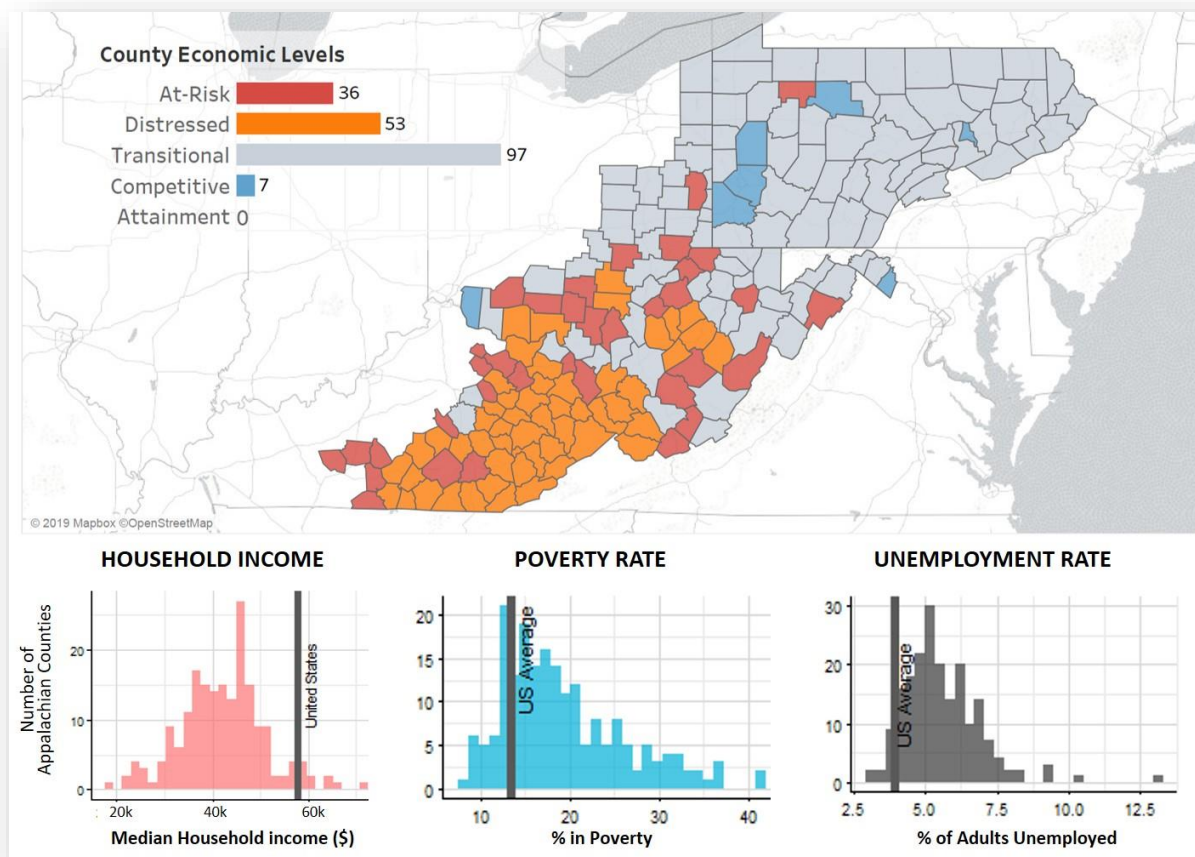 County Economic Levels
At-Risk 36
Distressed 53
Transitional 97
Competitive 7
Attainment 0
© 2019 Mapbox ©OpenStreetMap
HOUSEHOLD INCOME
Number of
Appalachian Counties
20
10
0
United States
20k 40k 60k
Median Household income ($)
POVERTY RATE
20
15
10
5
0
US Average
10 20 30 40
% in Poverty
UNEMPLOYMENT RATE
30
20
10
0
US Average
2.5 5.0 7.5 10.0 12.5
% of Adults Unemployed